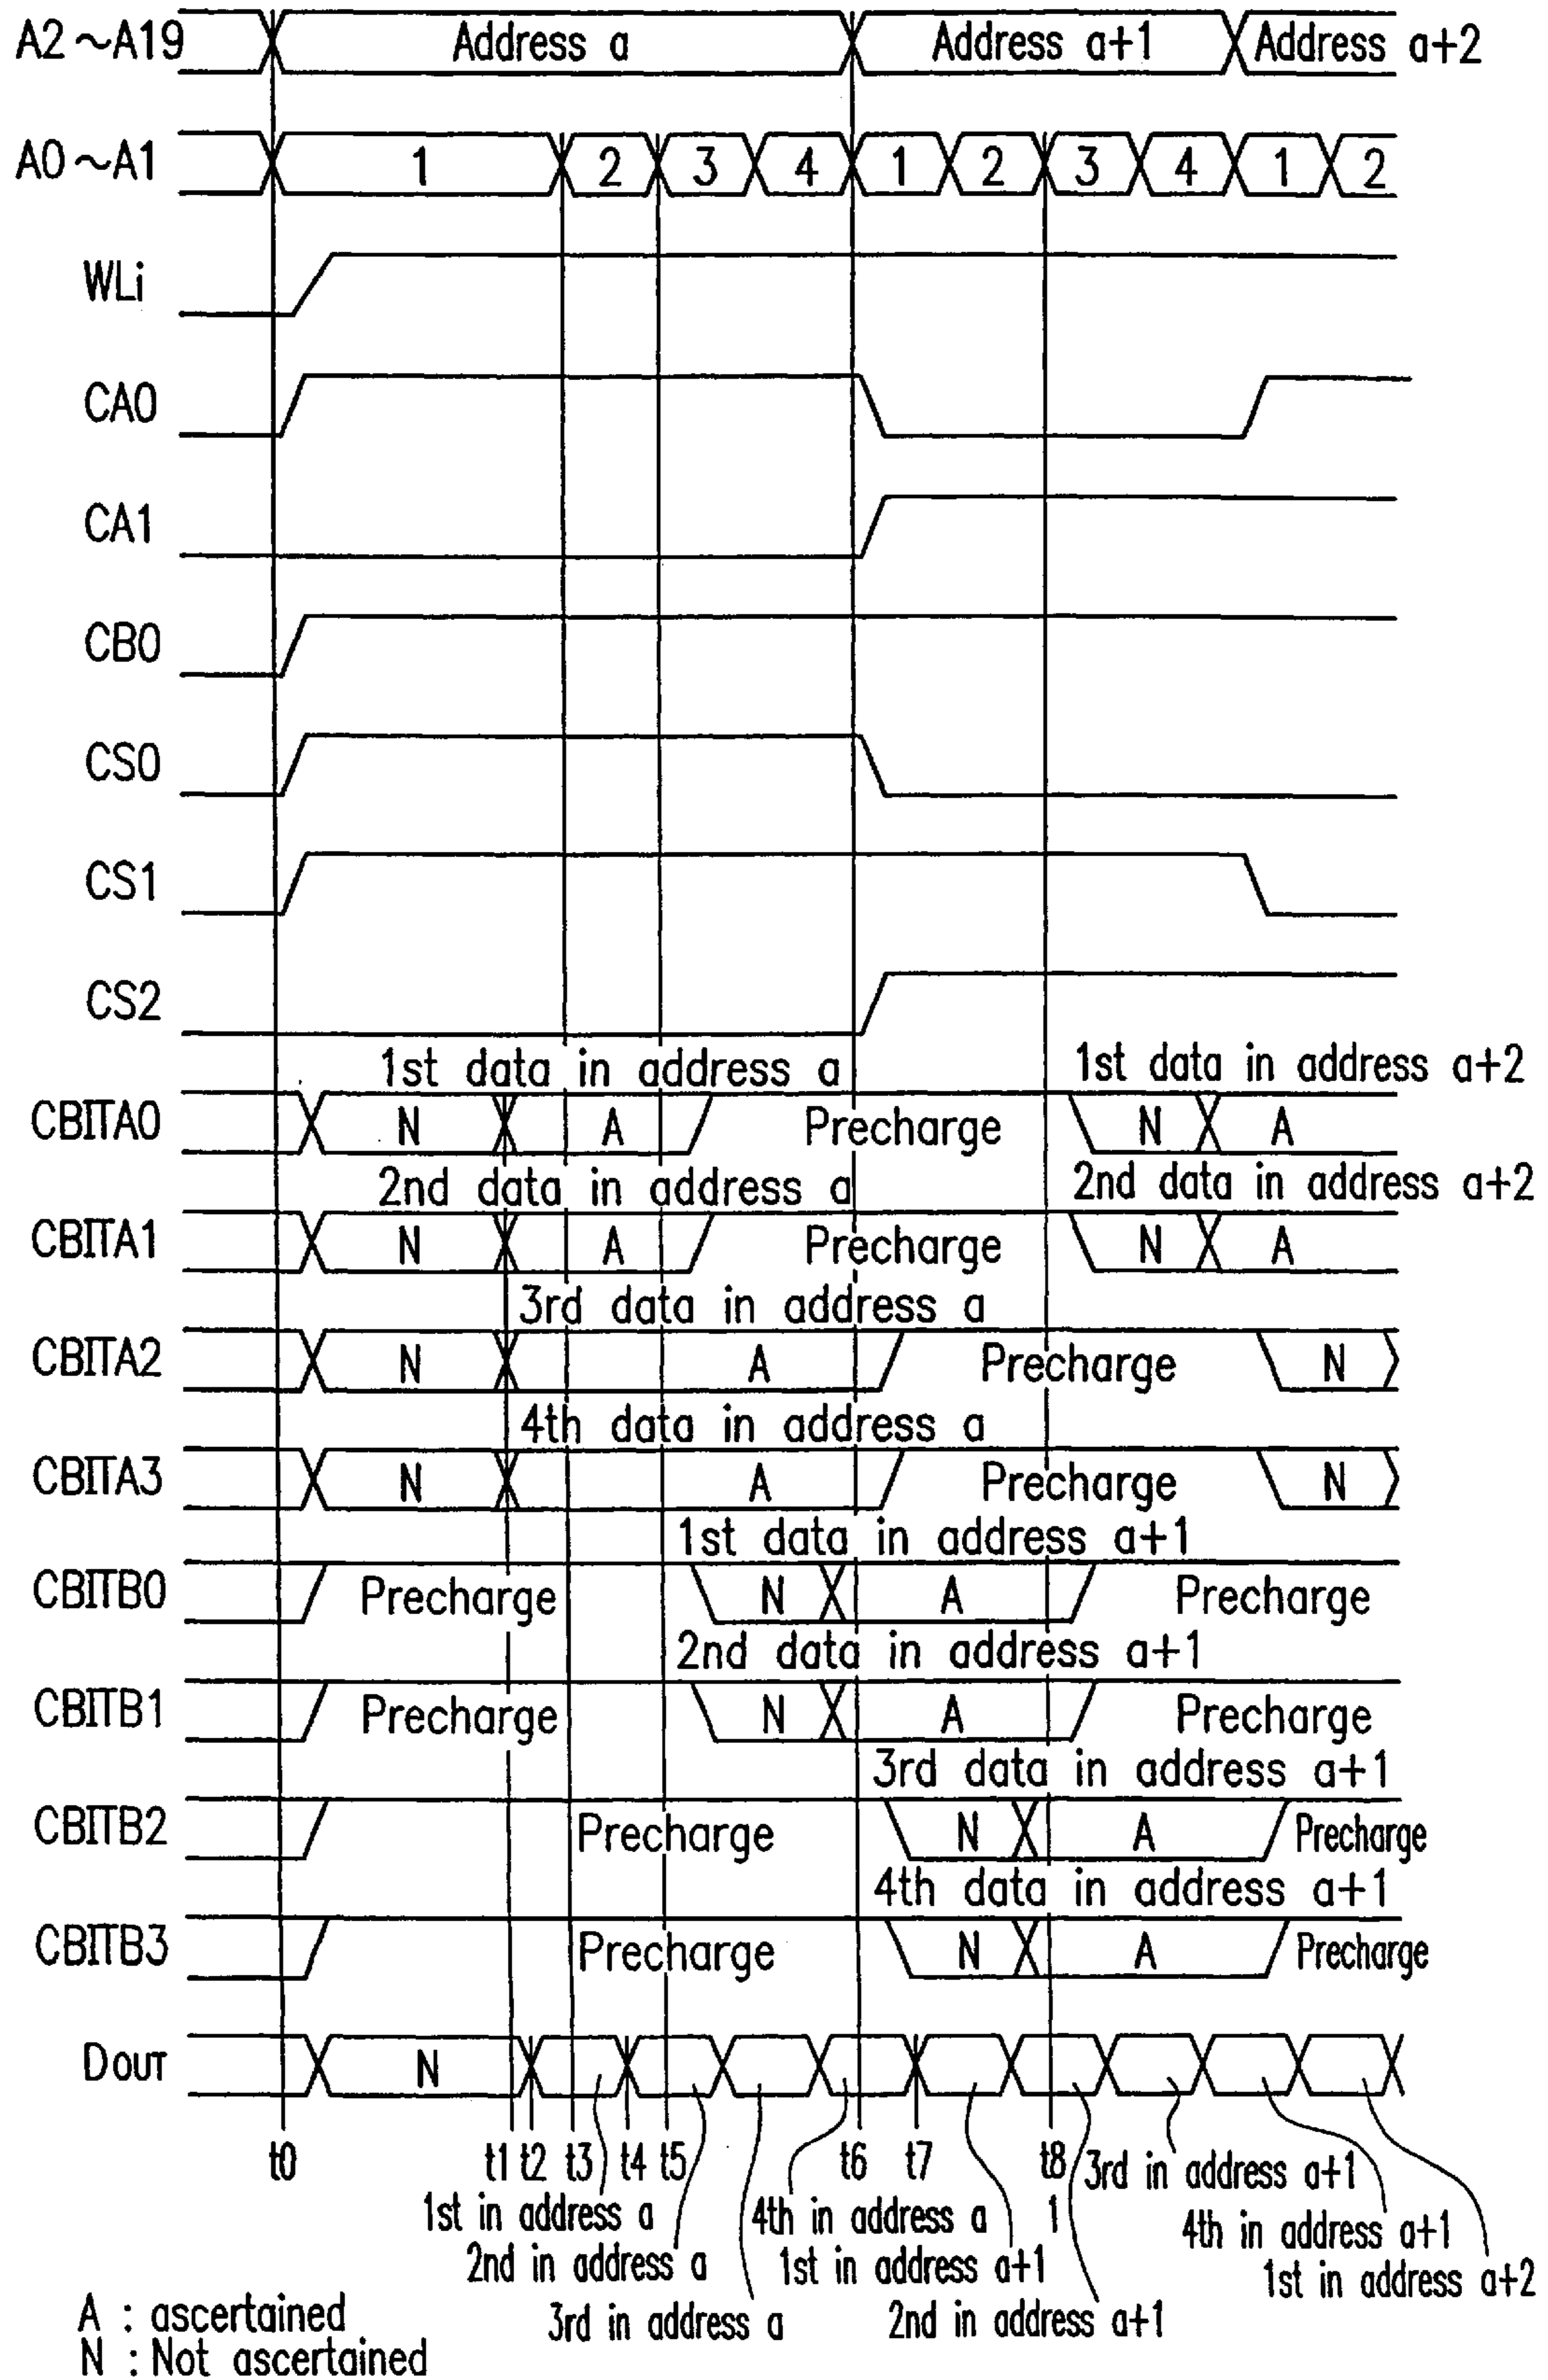 A2~A19 Address a Address a+1 Address a+2
A0~A1 1 2 3 4 1 2 3 4 1 2
WLi
CA0
CA1
CB0
CS0
CS1
CS2
1st data in address a 1st data in address a+2
CBITA0 N A Precharge N A
2nd data in address a 2nd data in address a+2
CBITA1 N A Precharge N A
3rd data in address a
CBITA2 N A Precharge N
4th data in address a
CBITA3 N A Precharge N
1st data in address a+1
CBITB0 Precharge N A Precharge
2nd data in address a+1
CBITB1 Precharge N A Precharge
3rd data in address a+1
CBITB2 Precharge N A Precharge
4th data in address a+1
CBITB3 Precharge N A Precharge
DOUT N
t0 t1 t2 t3 t4 t5 t6 t7 t8
3rd in address a+1
1st in address a 4th in address a 1 4th in address a+1
2nd in address a 1st in address a+1 1st in address a+2
3rd in address a 2nd in address a+1
A : ascertained
N : Not ascertained